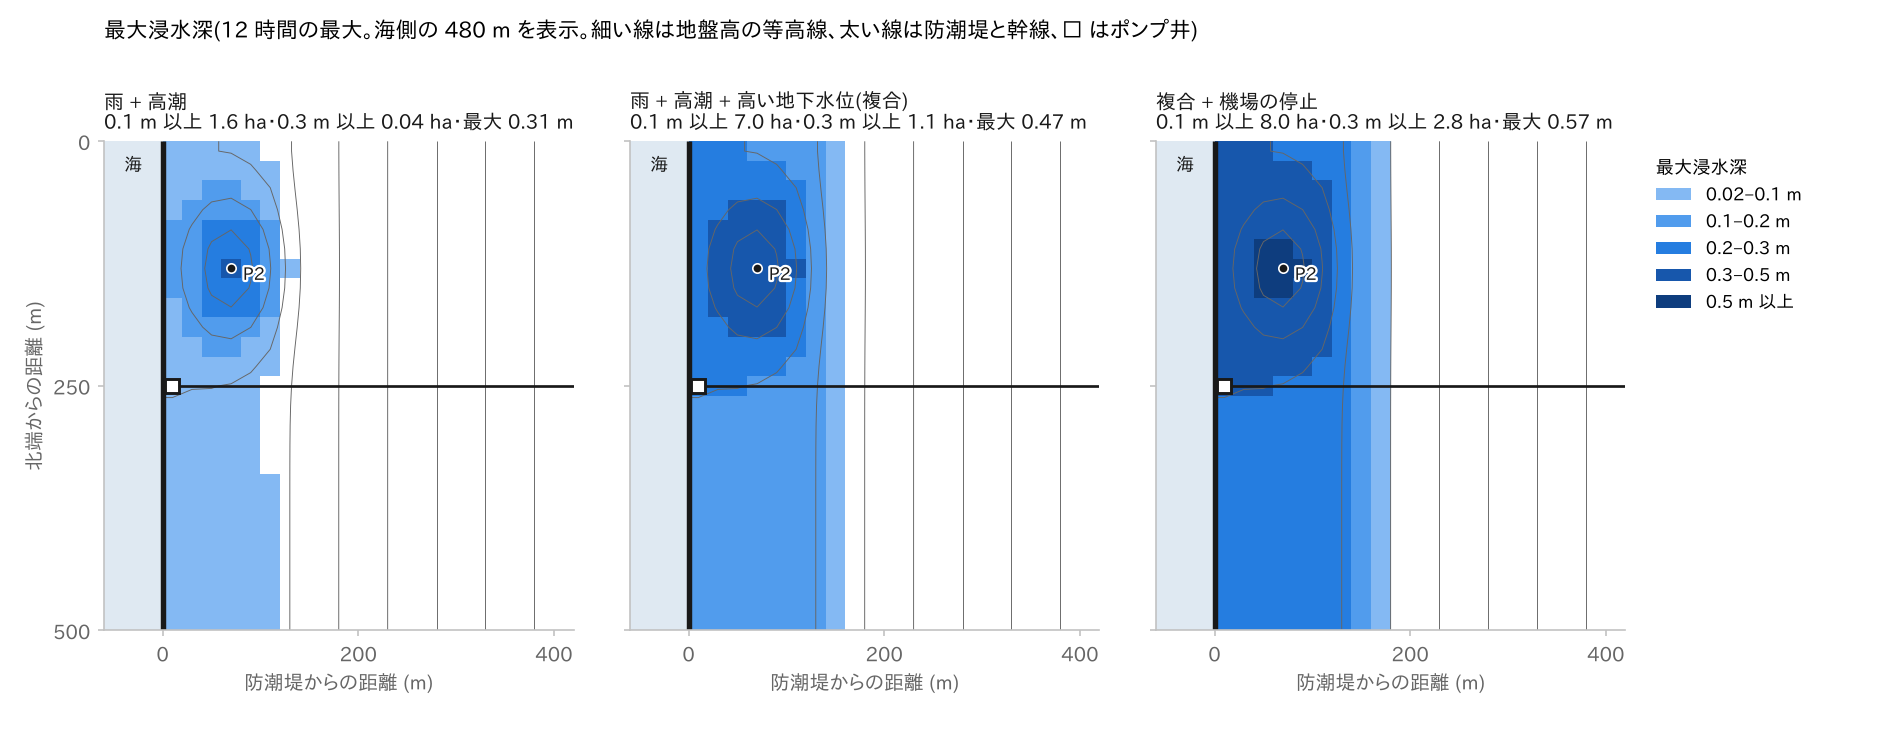 最大浸水深(12 時間の最大。海側の 480 m を表示。細い線は地盤高の等高線、太い線は防潮堤と幹線、□ はポンプ井)
雨 + 高潮
0.1 m 以上 1.6 ha・0.3 m 以上 0.04 ha・最大 0.31 m
雨 + 高潮 + 高い地下水位(複合)
0.1 m 以上 7.0 ha・0.3 m 以上 1.1 ha・最大 0.47 m
複合 + 機場の停止
0.1 m 以上 8.0 ha・0.3 m 以上 2.8 ha・最大 0.57 m
海
P2
海
P2
海
P2
0
250
500
北端からの距離 (m)
0
200
400
防潮堤からの距離 (m)
0
200
400
防潮堤からの距離 (m)
0
200
400
防潮堤からの距離 (m)
最大浸水深
0.02–0.1 m
0.1–0.2 m
0.2–0.3 m
0.3–0.5 m
0.5 m 以上